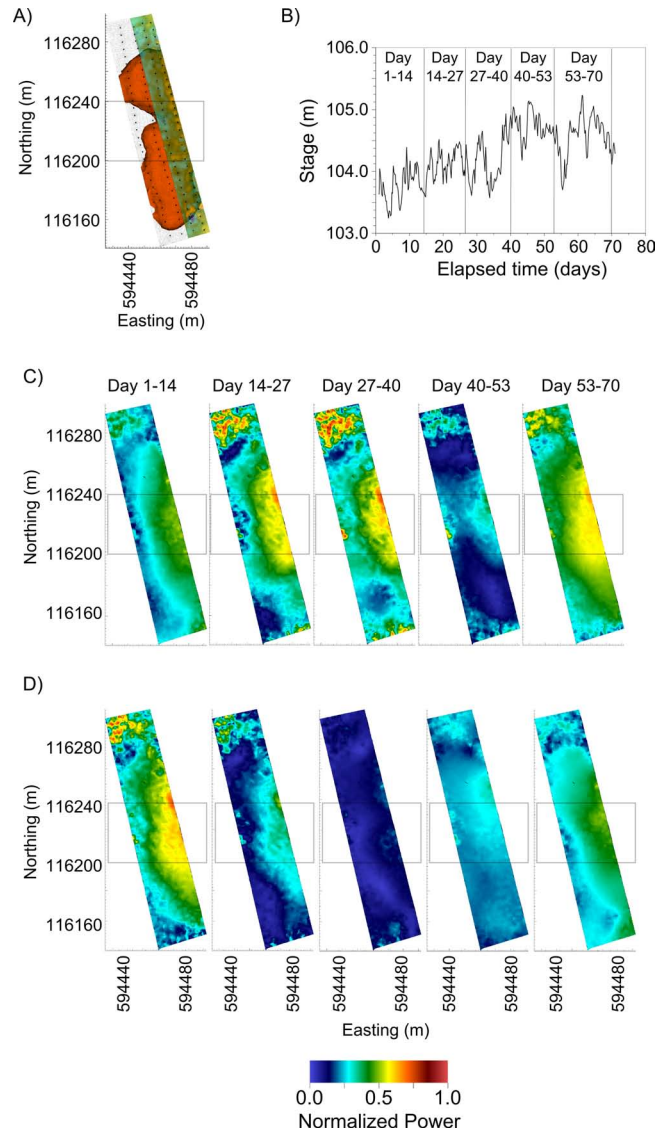 A)
116280
116240
116200
116160
Northing (m)
594440
594480
Easting (m)
B)
106.0
105.0
104.0
103.0
Stage (m)
Day 1-14
Day 14-27
Day 27-40
Day 40-53
Day 53-70
0 10 20 30 40 50 60 70 80
Elapsed time (days)
C)
Day 1-14 Day 14-27 Day 27-40 Day 40-53 Day 53-70
116280
116240
116200
116160
Northing (m)
D)
116280
116240
116200
116160
Northing (m)
594440 594480 594440 594480 594440 594480 594440 594480 594440 594480
Easting (m)
0.0 0.5 1.0
Normalized Power